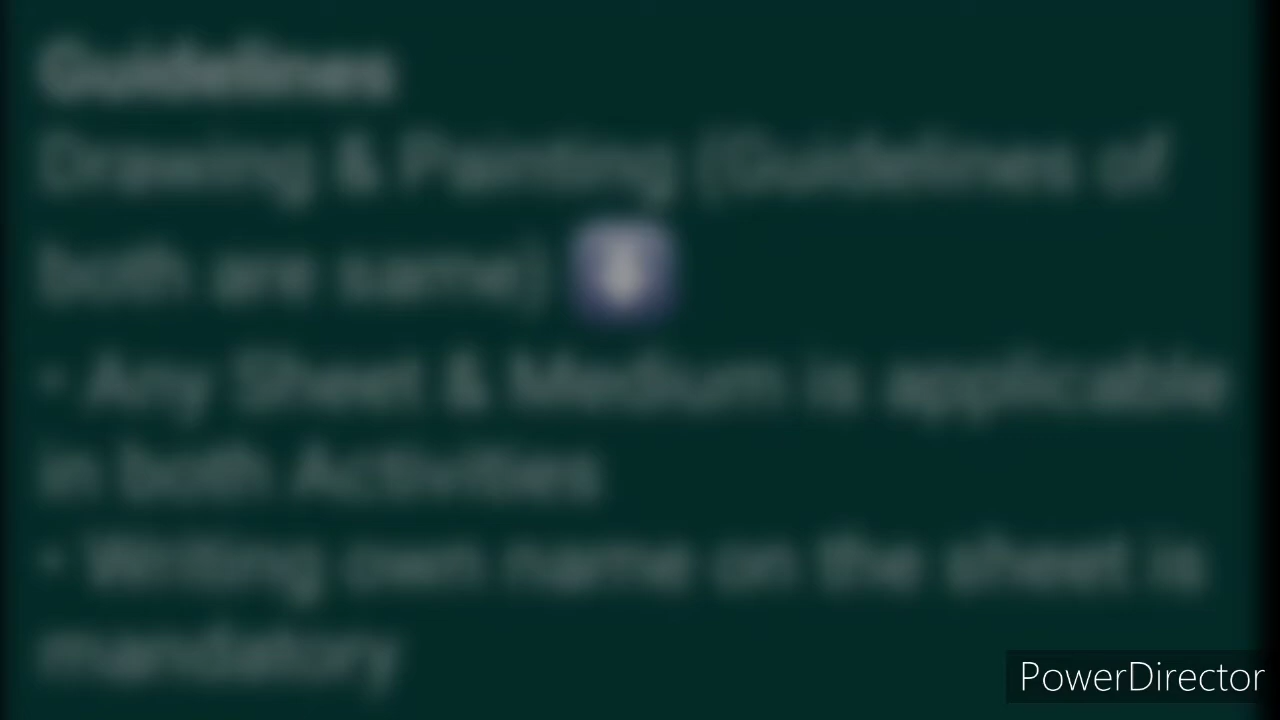 Guidelines
Drawing & Painting (Guidelines of
both are same) ⬇️
• Any Sheet & Medium is applicable
in both Activities
• Writing own name on the sheet is
mandatory
PowerDirector